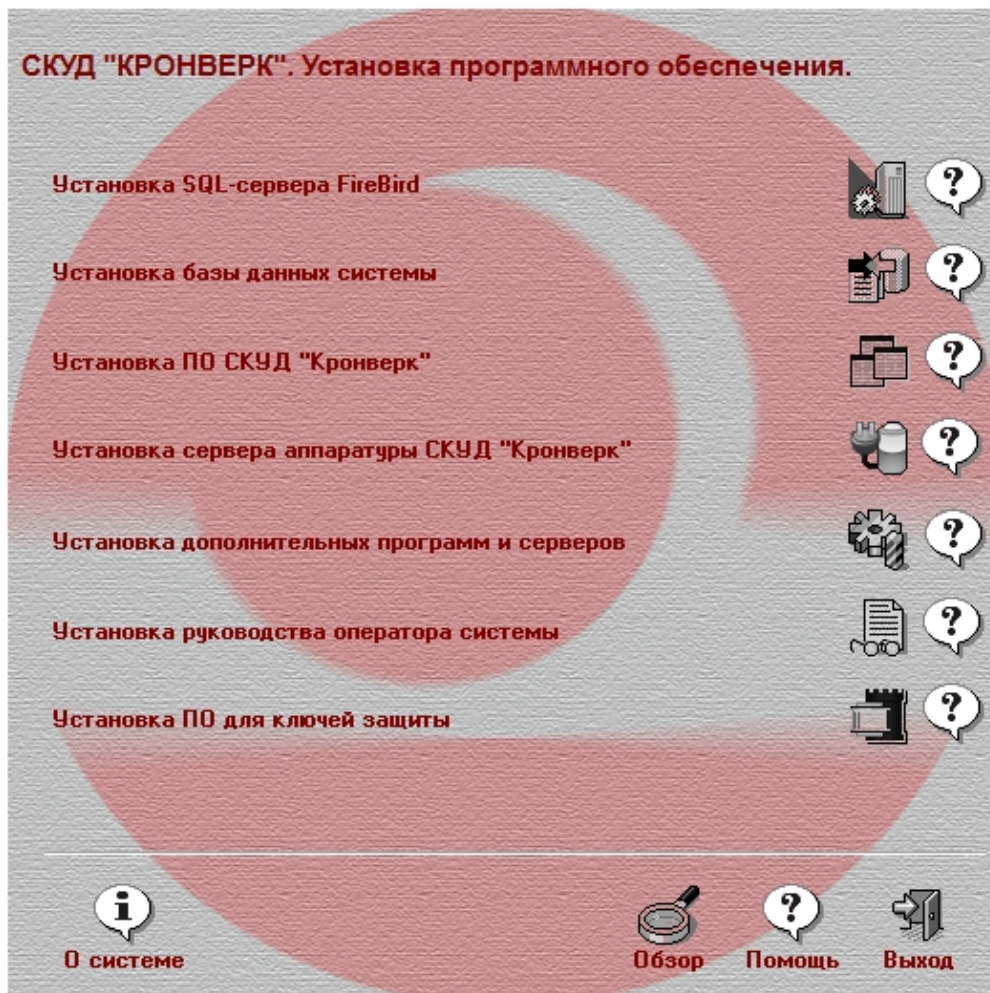 СКУД "КРОНВЕРК". Установка программного обеспечения.
Установка SQL-сервера FireBird
Установка базы данных системы
Установка ПО СКУД "Кронверк"
Установка сервера аппаратуры СКУД "Кронверк"
Установка дополнительных программ и серверов
Установка руководства оператора системы
Установка ПО для ключей защиты
О системе
Обзор
Помощь
Выход